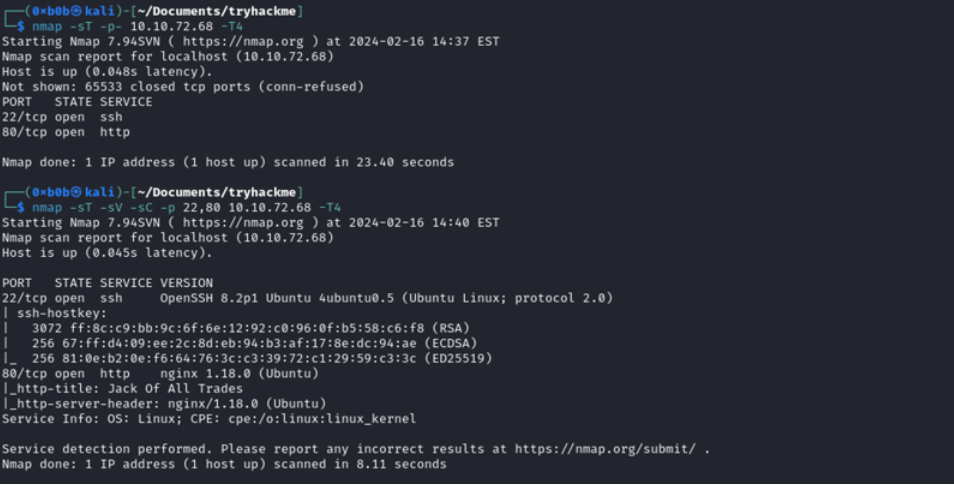 ┌──(0×b0b㉿kali)-[~/Documents/tryhackme]
└─$ nmap -sT -p- 10.10.72.68 -T4
Starting Nmap 7.94SVN ( https://nmap.org ) at 2024-02-16 14:37 EST
Nmap scan report for localhost (10.10.72.68)
Host is up (0.048s latency).
Not shown: 65533 closed tcp ports (conn-refused)
PORT   STATE SERVICE
22/tcp open  ssh
80/tcp open  http
Nmap done: 1 IP address (1 host up) scanned in 23.40 seconds
┌──(0×b0b㉿kali)-[~/Documents/tryhackme]
└─$ nmap -sT -sV -sC -p 22,80 10.10.72.68 -T4
Starting Nmap 7.94SVN ( https://nmap.org ) at 2024-02-16 14:40 EST
Nmap scan report for localhost (10.10.72.68)
Host is up (0.045s latency).
PORT   STATE SERVICE VERSION
22/tcp open  ssh     OpenSSH 8.2p1 Ubuntu 4ubuntu0.5 (Ubuntu Linux; protocol 2.0)
| ssh-hostkey:
|   3072 ff:8c:c9:bb:9c:6f:6e:12:92:c0:96:0f:b5:58:c6:f8 (RSA)
|   256 67:ff:d4:09:ee:2c:8d:eb:94:b3:af:17:8e:dc:94:ae (ECDSA)
|_  256 81:0e:b2:0e:f6:64:76:3c:c3:39:72:c1:29:59:c3:3c (ED25519)
80/tcp open  http    nginx 1.18.0 (Ubuntu)
|_http-title: Jack Of All Trades
|_http-server-header: nginx/1.18.0 (Ubuntu)
Service Info: OS: Linux; CPE: cpe:/o:linux:linux_kernel
Service detection performed. Please report any incorrect results at https://nmap.org/submit/ .
Nmap done: 1 IP address (1 host up) scanned in 8.11 seconds